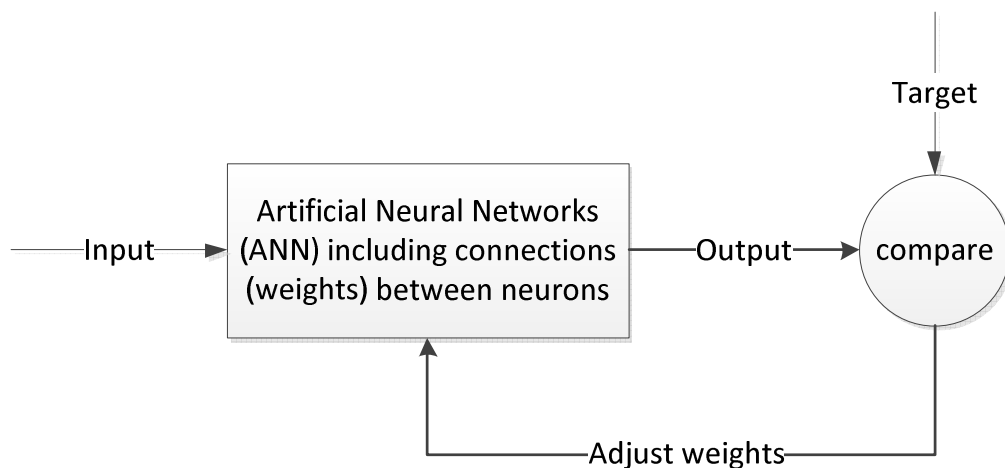 Target
Artificial Neural Networks
(ANN) including connections
(weights) between neurons
Input
Output
compare
Adjust weights